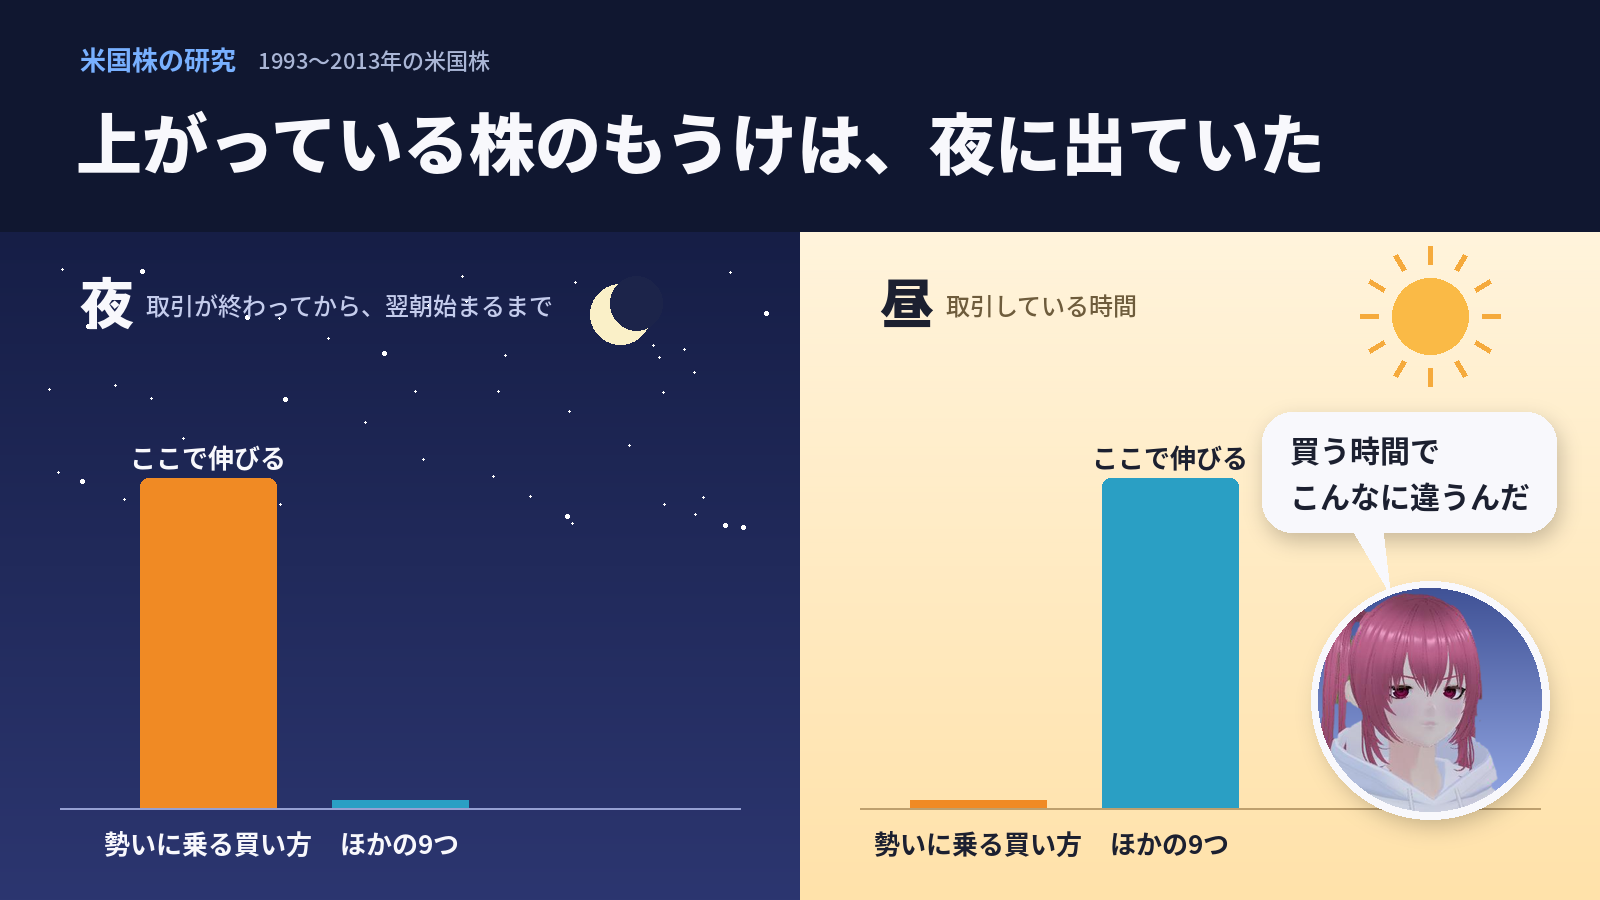 米国株の研究 1993〜2013年の米国株
上がっている株のもうけは、夜に出ていた
夜 取引が終わってから、翌朝始まるまで
ここで伸びる
勢いに乗る買い方 ほかの9つ
昼 取引している時間
ここで伸びる
買う時間で
こんなに違うんだ
勢いに乗る買い方 ほかの9つ